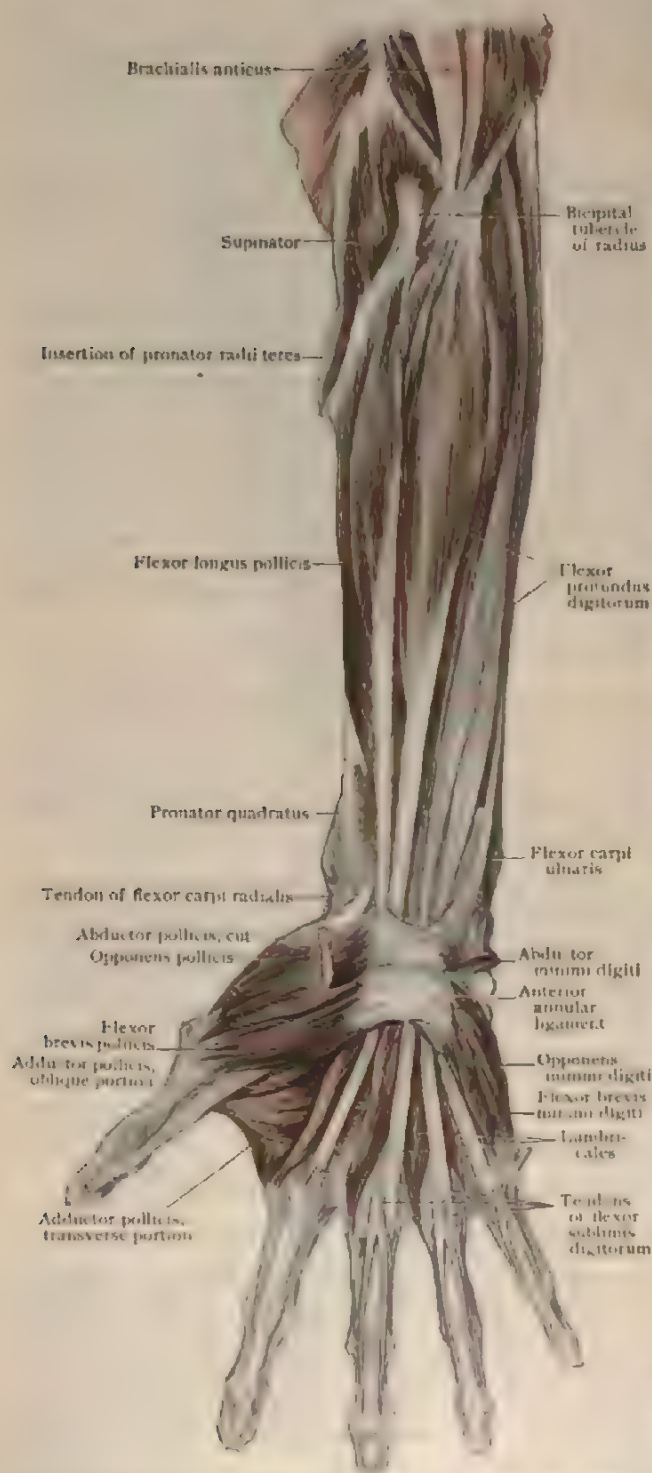 Brachialis anticus
Bicipital
tubercle
of radius
Supinator
Insertion of pronator radii teres
Flexor longus pollicis
Flexor
profundus
digitorum
Pronator quadratus
Flexor carpi
ulnaris
Tendon of flexor carpi radialis
Abductor pollicis, cut
Opponens pollicis
Abductor
minimi digiti
Anterior
annular
ligament
Flexor
brevis pollicis
Adductor pollicis,
oblique portion
Opponens
minimi digiti
Flexor brevis
minimi digiti
Lumbri-
cales
Adductor pollicis,
transverse portion
Tendons
of flexor
sublimis
digitorum